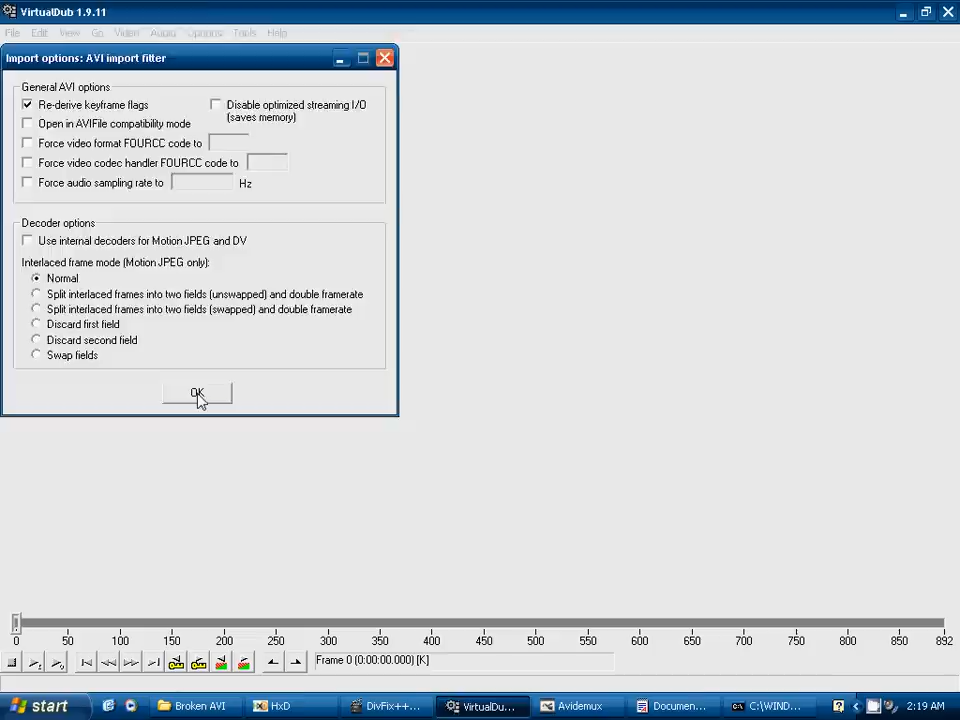 VirtualDub 1.9.11
File Edit View Go Video Audio Options Tools Help
Import options: AVI import filter
General AVI options
Re-derive keyframe flags
Disable optimized streaming I/O
(saves memory)
Open in AVIFile compatibility mode
Force video format FOURCC code to
Force video codec handler FOURCC code to
Force audio sampling rate to Hz
Decoder options
Use internal decoders for Motion JPEG and DV
Interlaced frame mode (Motion JPEG only):
Normal
Split interlaced frames into two fields (unswapped) and double framerate
Split interlaced frames into two fields (swapped) and double framerate
Discard first field
Discard second field
Swap fields
OK
0 50 100 150 200 250 300 350 400 450 500 550 600 650 700 750 800 850 892
Frame 0 (0:00:00.000) [K]
start Broken AVI HxD DivFix++... VirtualDu... Avidemux Documen... C:\WIND... 2:19 AM